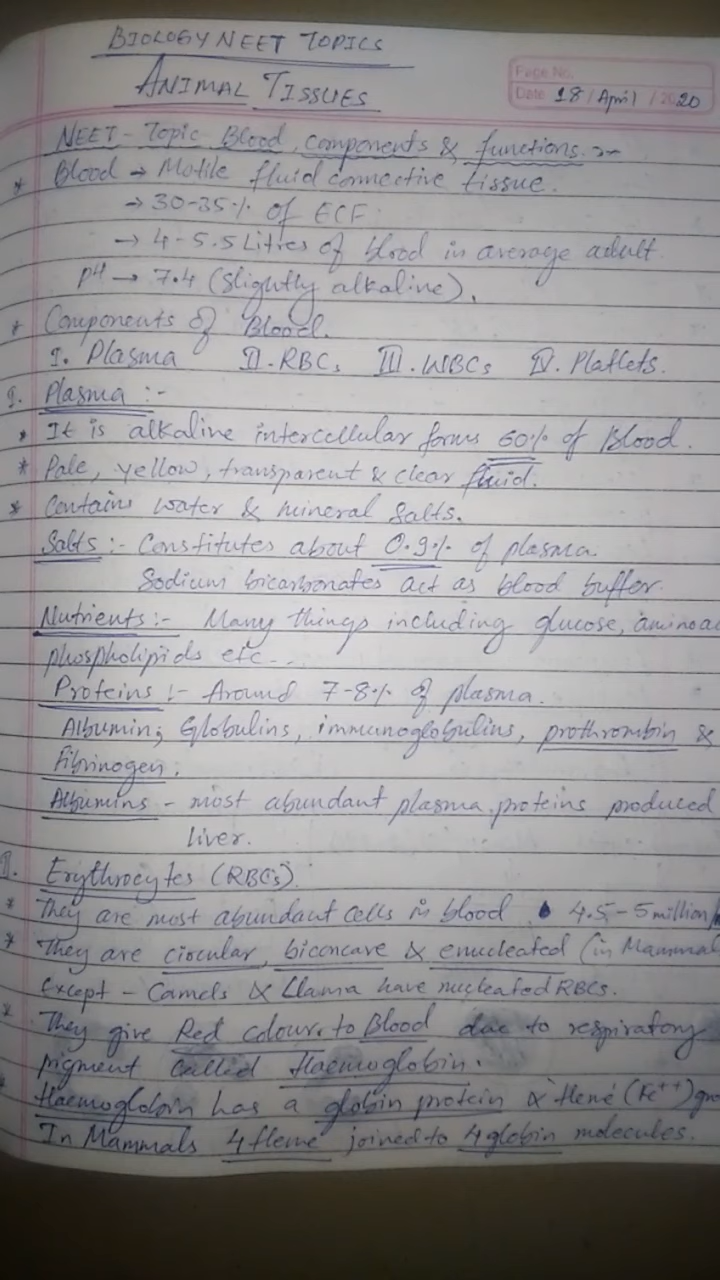 BIOLOGY NEET TOPICS
ANIMAL TISSUES
Page No.
Date 18 / April / 2020
NEET - Topic Blood, components & functions.
* Blood → Motile fluid connective tissue.
→ 30-35% of ECF.
→ 4-5.5 Litres of blood in average adult.
pH → 7.4 (slightly alkaline).
* Components of Blood.
I. Plasma II. RBCs III. WBCs IV. Platlets.
I. Plasma :-
* It is alkaline intercellular forms 60% of Blood.
* Pale, yellow, transparent & clear fluid.
* Contains water & mineral salts.
Salts :- Constitutes about 0.9% of plasma.
Sodium bicarbonates act as blood buffer.
Nutrients :- Many things including glucose, aminoac
phospholipids etc...
Proteins :- Around 7-8% of plasma.
Albumin; Globulins, immunoglobulins, prothrombin &
Fibrinogen.
Albumins - most abundant plasma proteins produced
liver.
Erythrocytes (RBCs).
* They are most abundant cells in blood 4.5-5 million/
* They are circular, biconcave & enucleated (in Mammal
Except - Camels & Llama have nucleated RBCs.
* They give Red colour to Blood due to respiratory
pigment called Haemoglobin.
Haemoglobin has a globin protein & Heme (Fe++) gro
In Mammals 4 Heme joined to 4 globin molecules.